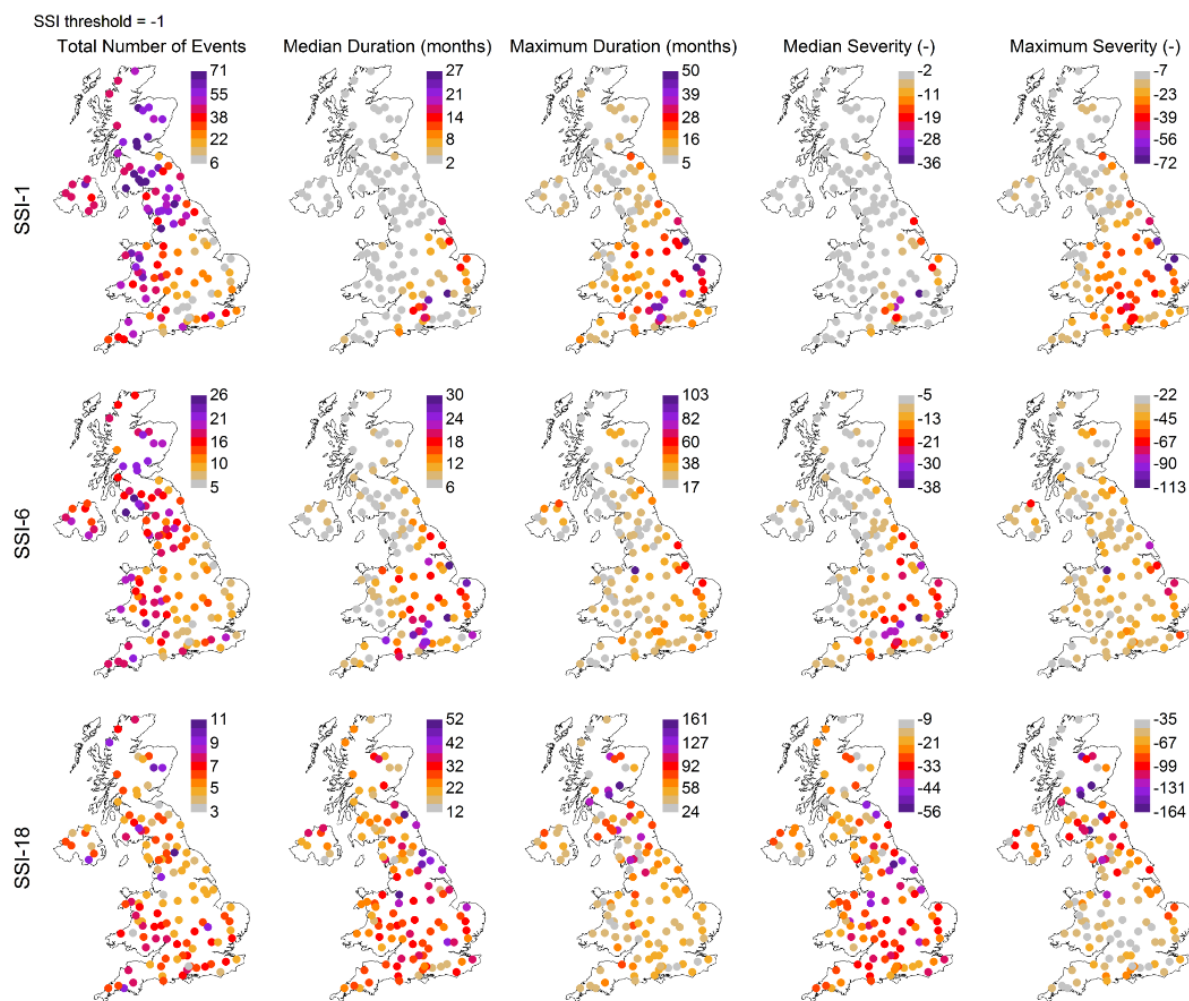 SSI threshold = -1
Total Number of Events Median Duration (months) Maximum Duration (months) Median Severity (-) Maximum Severity (-)
SSI-1
71 27 50 -2 -7
55 21 39 -11 -23
38 14 28 -19 -39
22 8 16 -28 -56
6 2 5 -36 -72
SSI-6
26 30 103 -5 -22
21 24 82 -13 -45
16 18 60 -21 -67
10 12 38 -30 -90
5 6 17 -38 -113
SSI-18
11 52 161 -9 -35
9 42 127 -21 -67
7 32 92 -33 -99
5 22 58 -44 -131
3 12 24 -56 -164